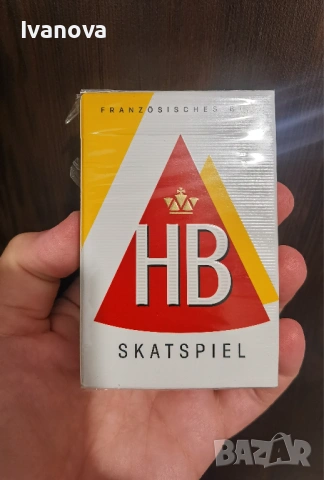 Ivanova
FRANZÖSISCHES
HB
SKATSPIEL
BAZAR